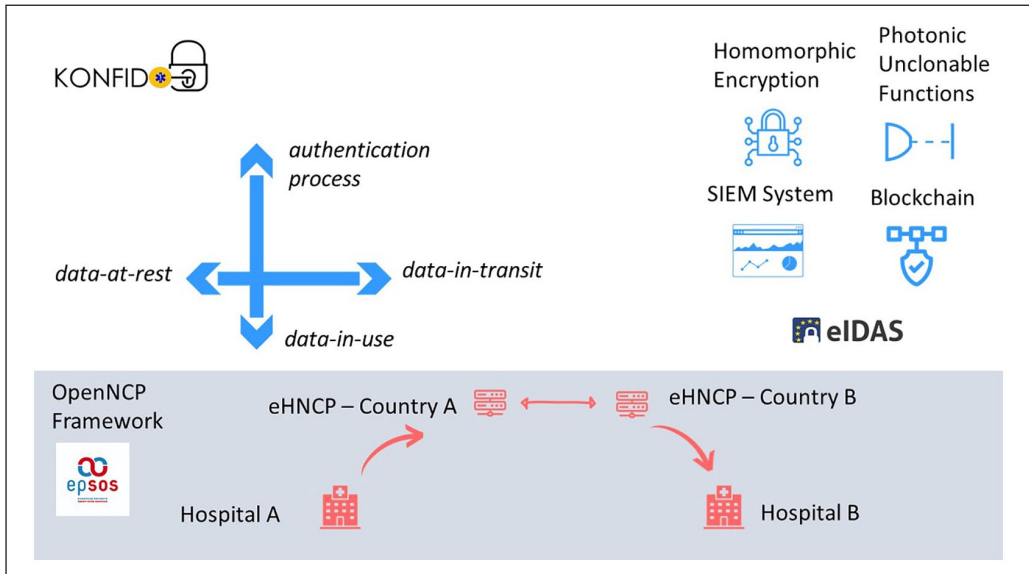 KONFIDO
Homomorphic
Encryption
Photonic
Unclonable
Functions
authentication
process
SIEM System
Blockchain
data-at-rest
data-in-transit
data-in-use
eIDAS
OpenNCP
Framework
epsos
eHNCP – Country A
eHNCP – Country B
Hospital A
Hospital B